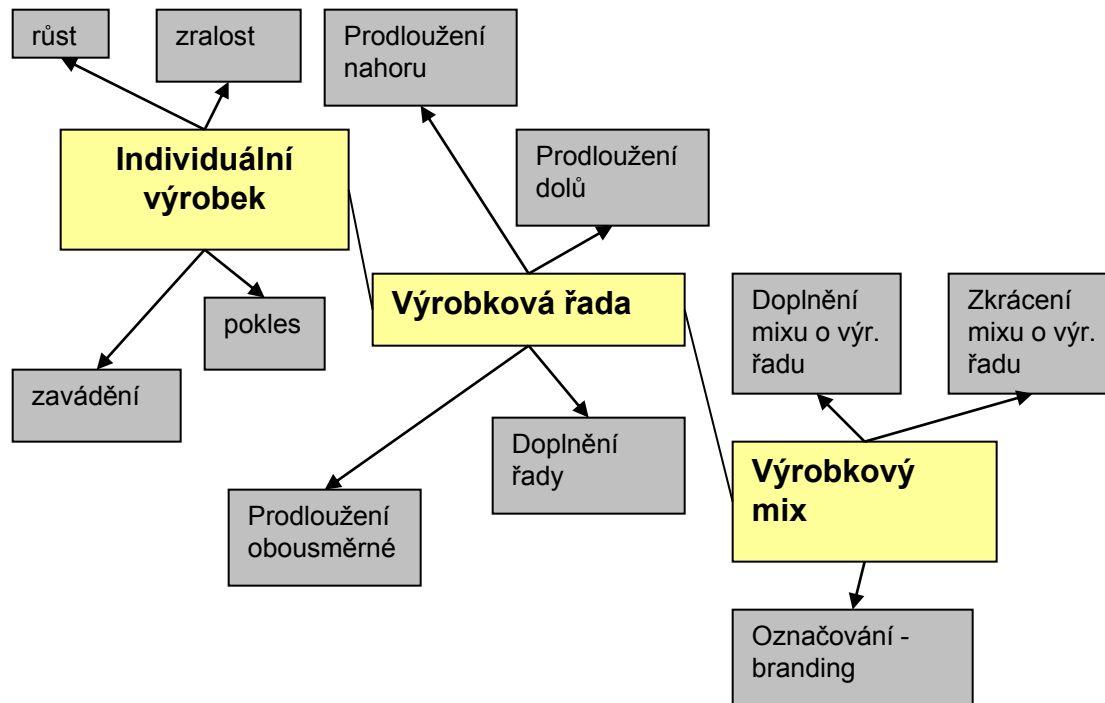 růst
zralost
Prodloužení
nahoru
Individuální
výrobek
Prodloužení
dolů
zavádění
pokles
Výrobková řada
Doplnění
mixu o výr.
řadu
Zkrácení
mixu o výr.
řadu
Prodloužení
obousměrné
Doplnění
řady
Výrobkový
mix
Označování -
branding